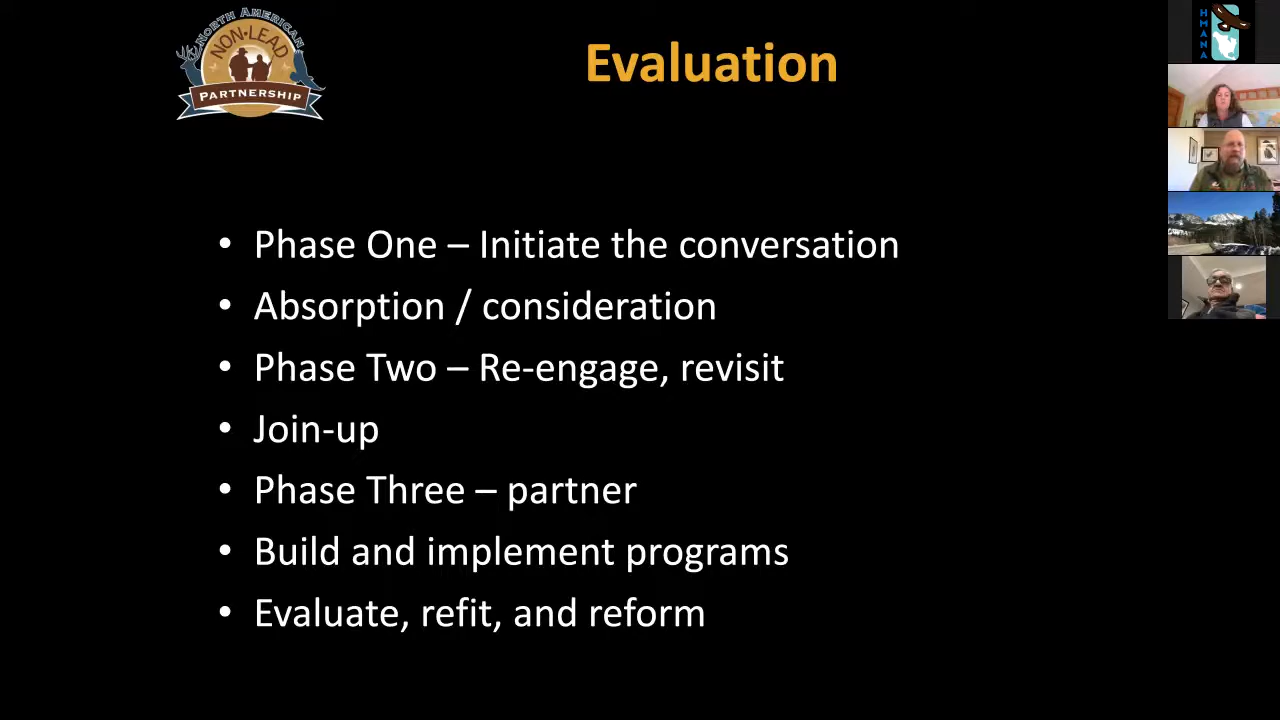 NORTH AMERICAN
NON-LEAD
PARTNERSHIP
Evaluation
HMANA
• Phase One – Initiate the conversation
• Absorption / consideration
• Phase Two – Re-engage, revisit
• Join-up
• Phase Three – partner
• Build and implement programs
• Evaluate, refit, and reform